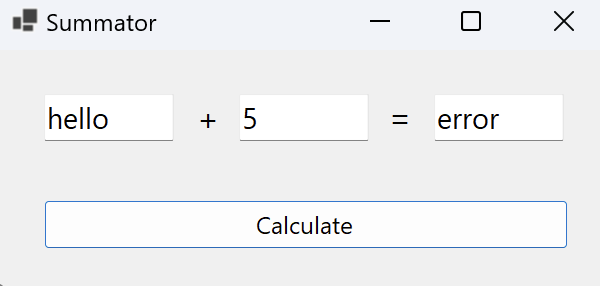 Summator
hello + 5 = error
Calculate